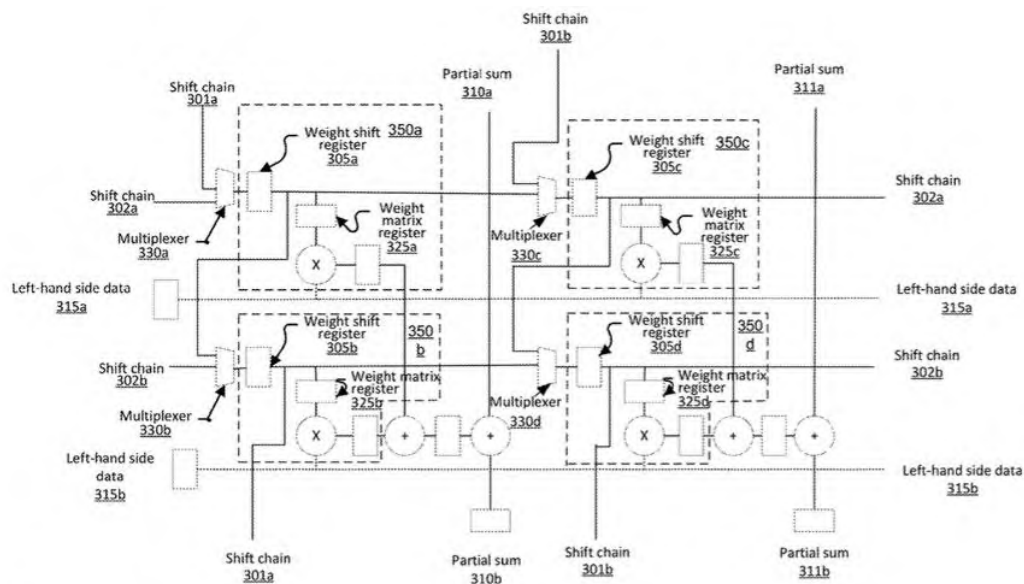 Shift chain
301b
Partial sum
310a
Partial sum
311a
Shift chain
301a
Weight shift
register
305a
350a
Weight shift
register
305c
350c
Shift chain
302a
Shift chain
302a
Multiplexer
330a
Weight
matrix
register
325a
Multiplexer
330c
Weight
matrix
register
325c
X
X
Left-hand side data
315a
Left-hand side data
315a
Weight shift
register
305b
350
b
Weight shift
register
305d
350
d
Shift chain
302b
Shift chain
302b
Weight matrix
register
325b
Weight matrix
register
325d
Multiplexer
330b
Multiplexer
330d
X
+
+
X
+
+
Left-hand side
data
315b
Left-hand side data
315b
Shift chain
301a
Partial sum
310b
Shift chain
301b
Partial sum
311b